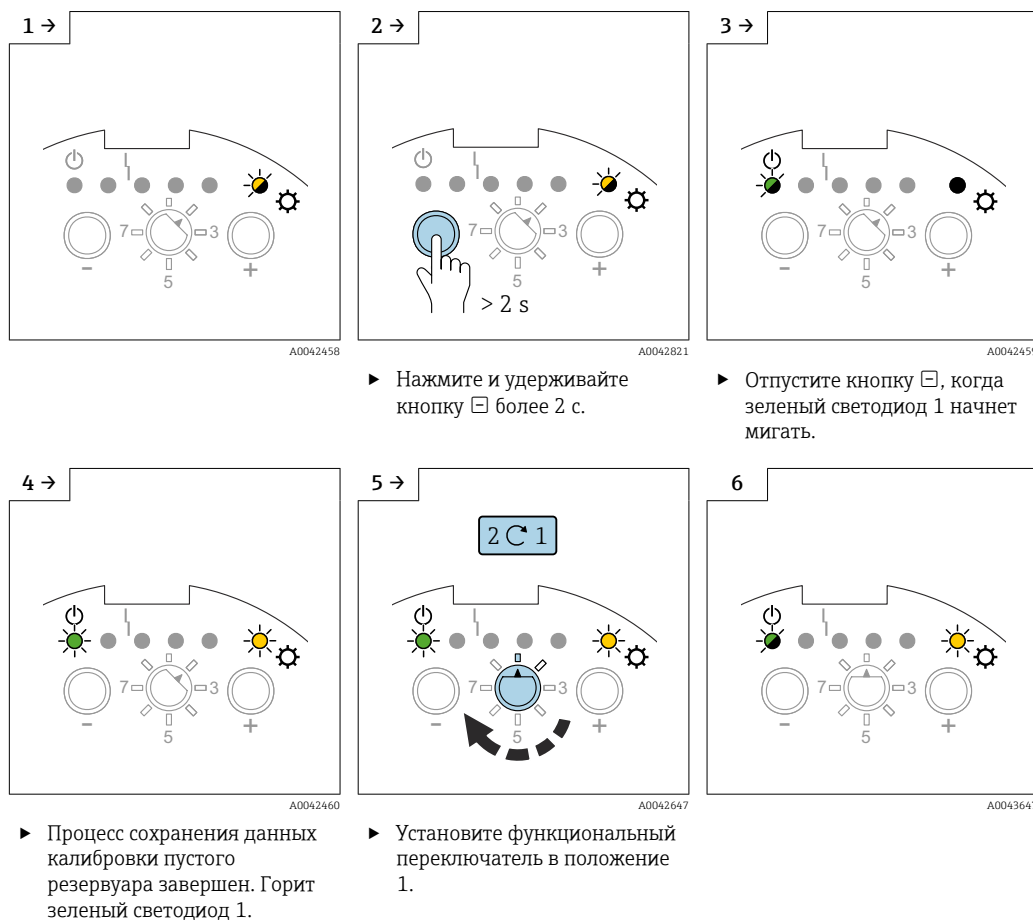 1 →
2 →
3 →
7 3
- +
5
7 3
- +
5
> 2 s
7 3
- +
5
A0042458
A0042821
A0042459
▶ Нажмите и удерживайте
кнопку ⊟ более 2 с.
▶ Отпустите кнопку ⊟, когда
зеленый светодиод 1 начнет
мигать.
4 →
5 →
6
2 1
7 3
- +
5
7 3
- +
5
7 3
- +
5
A0042460
A0042647
A0043647
▶ Процесс сохранения данных
калибровки пустого
резервуара завершен. Горит
зеленый светодиод 1.
▶ Установите функциональный
переключатель в положение
1.